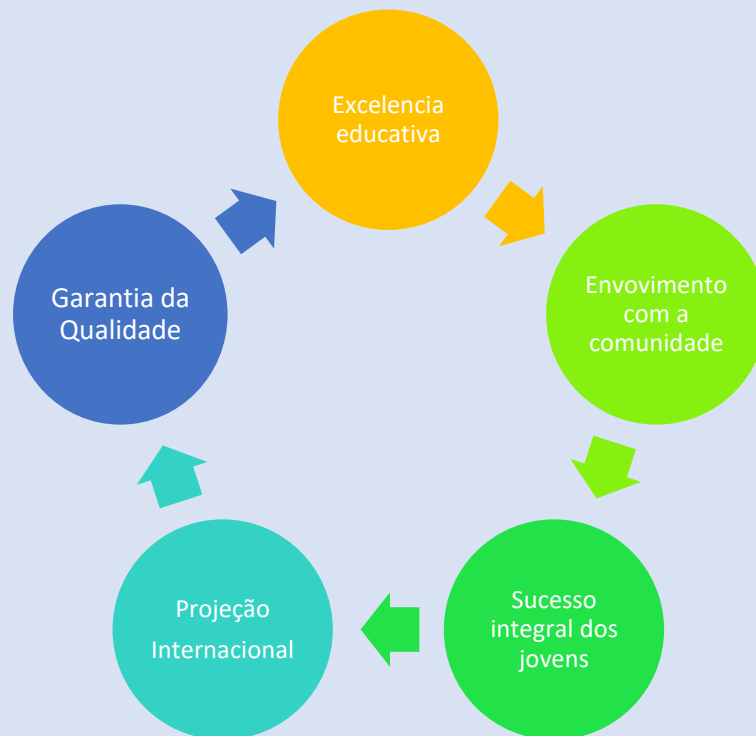 Excelencia
educativa
Envovimento
com a
comunidade
Sucesso
integral dos
jovens
Projeção
Internacional
Garantia da
Qualidade